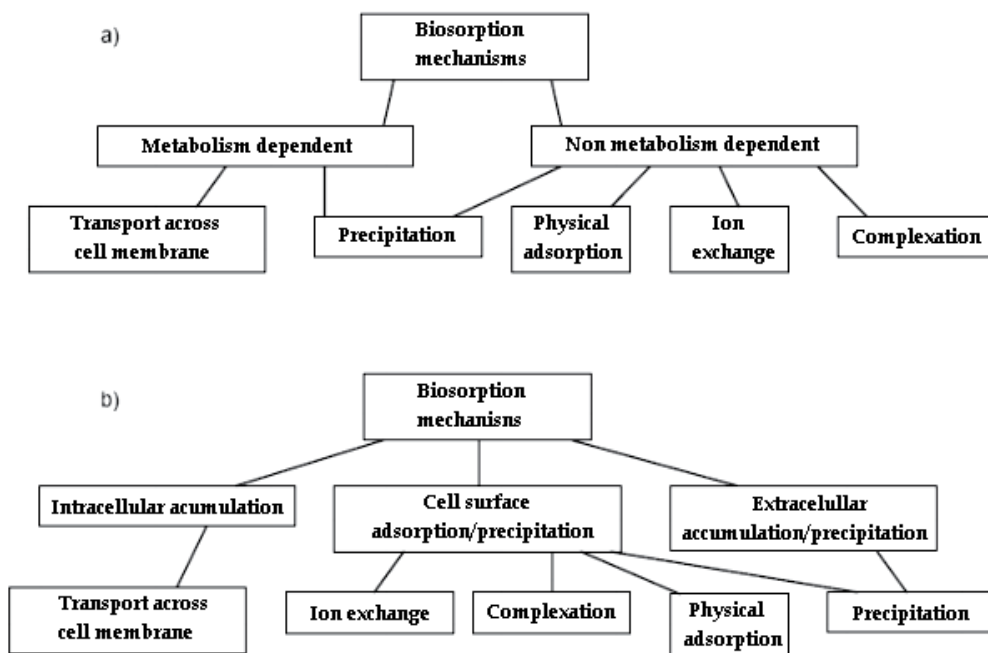 a)
Biosorption
mechanisms
Metabolism dependent
Non metabolism dependent
Transport across
cell membrane
Precipitation
Physical
adsorption
Ion
exchange
Complexation
b)
Biosorption
mechanisns
Intracellular acumulation
Cell surface
adsorption/precipitation
Extracelullar
accumulation/precipitation
Transport across
cell membrane
Ion exchange
Complexation
Physical
adsorption
Precipitation